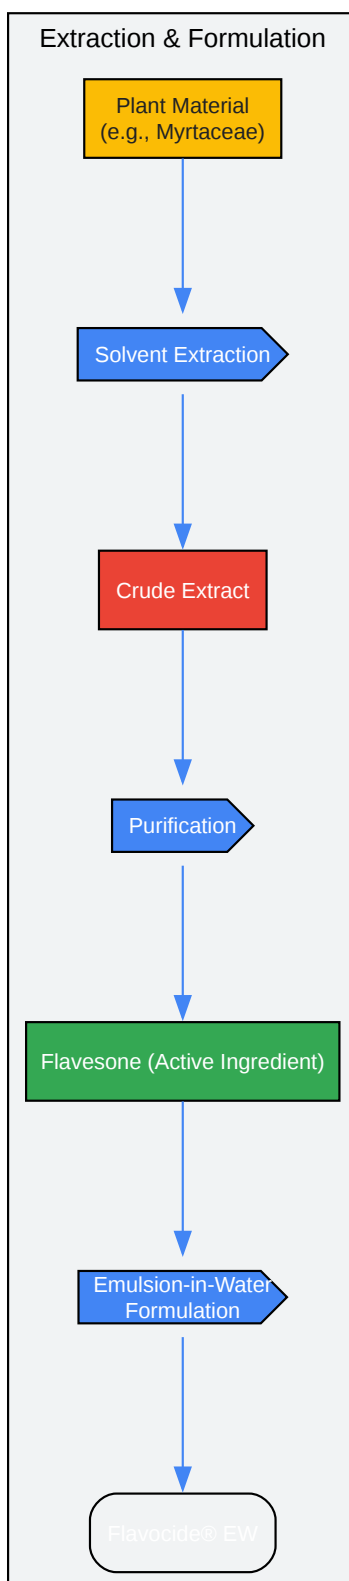 Extraction & Formulation
Plant Material
(e.g., Myrtaceae)
Solvent Extraction
Crude Extract
Purification
Flavesone (Active Ingredient)
Emulsion-in-Water
Formulation
Flavocide® EW